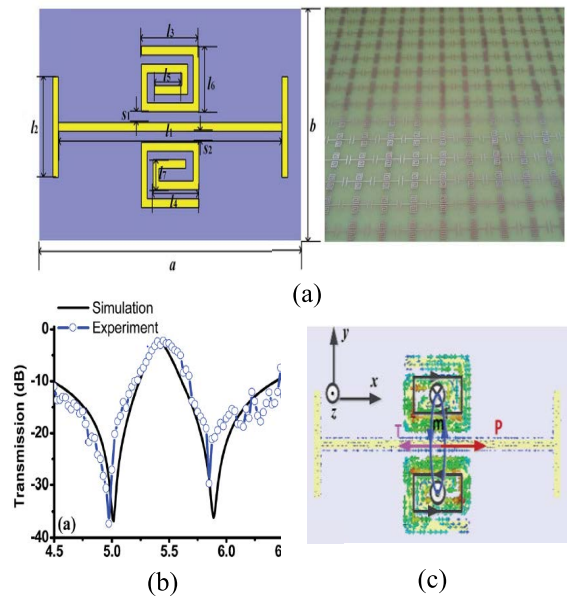 l3
l5
l6
s1
l2
l1
s2
l7
l4
b
a
(a)
Simulation
Experiment
Transmission (dB)
0
-10
-20
-30
-40
(a)
4.5
5.0
5.5
6.0
6
(b)
y
x
z
m
T
P
(c)